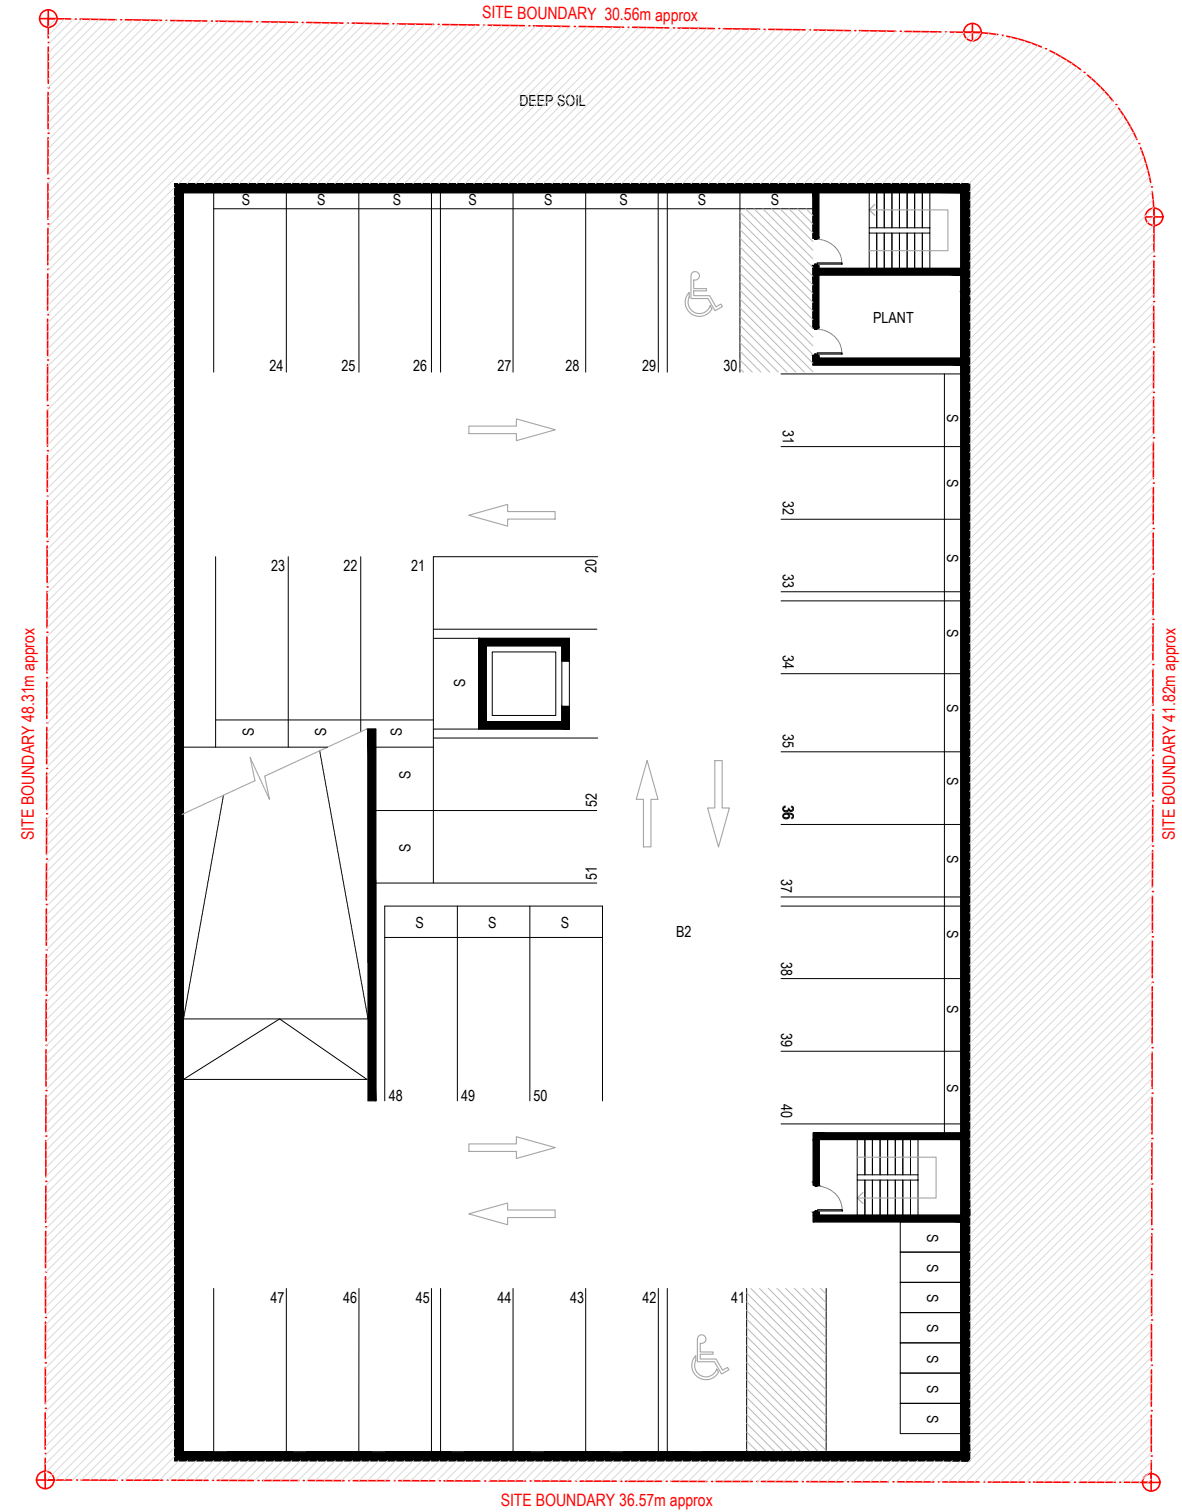 SITE BOUNDARY 30.56m approx
DEEP SOIL
S S S S S S S S
PLANT
24 25 26 27 28 29 30
S
31
S
32
S
33
23 22 21 20
S
34
S
S
35
S S S
S
S
52
36
S
S
51
37
SITE BOUNDARY 48.31m approx
SITE BOUNDARY 41.82m approx
S S S
B2
S
38
S
39
S
48 49 50
40
S
S
S
S
S
S
S
47 46 45 44 43 42 41
SITE BOUNDARY 36.57m approx